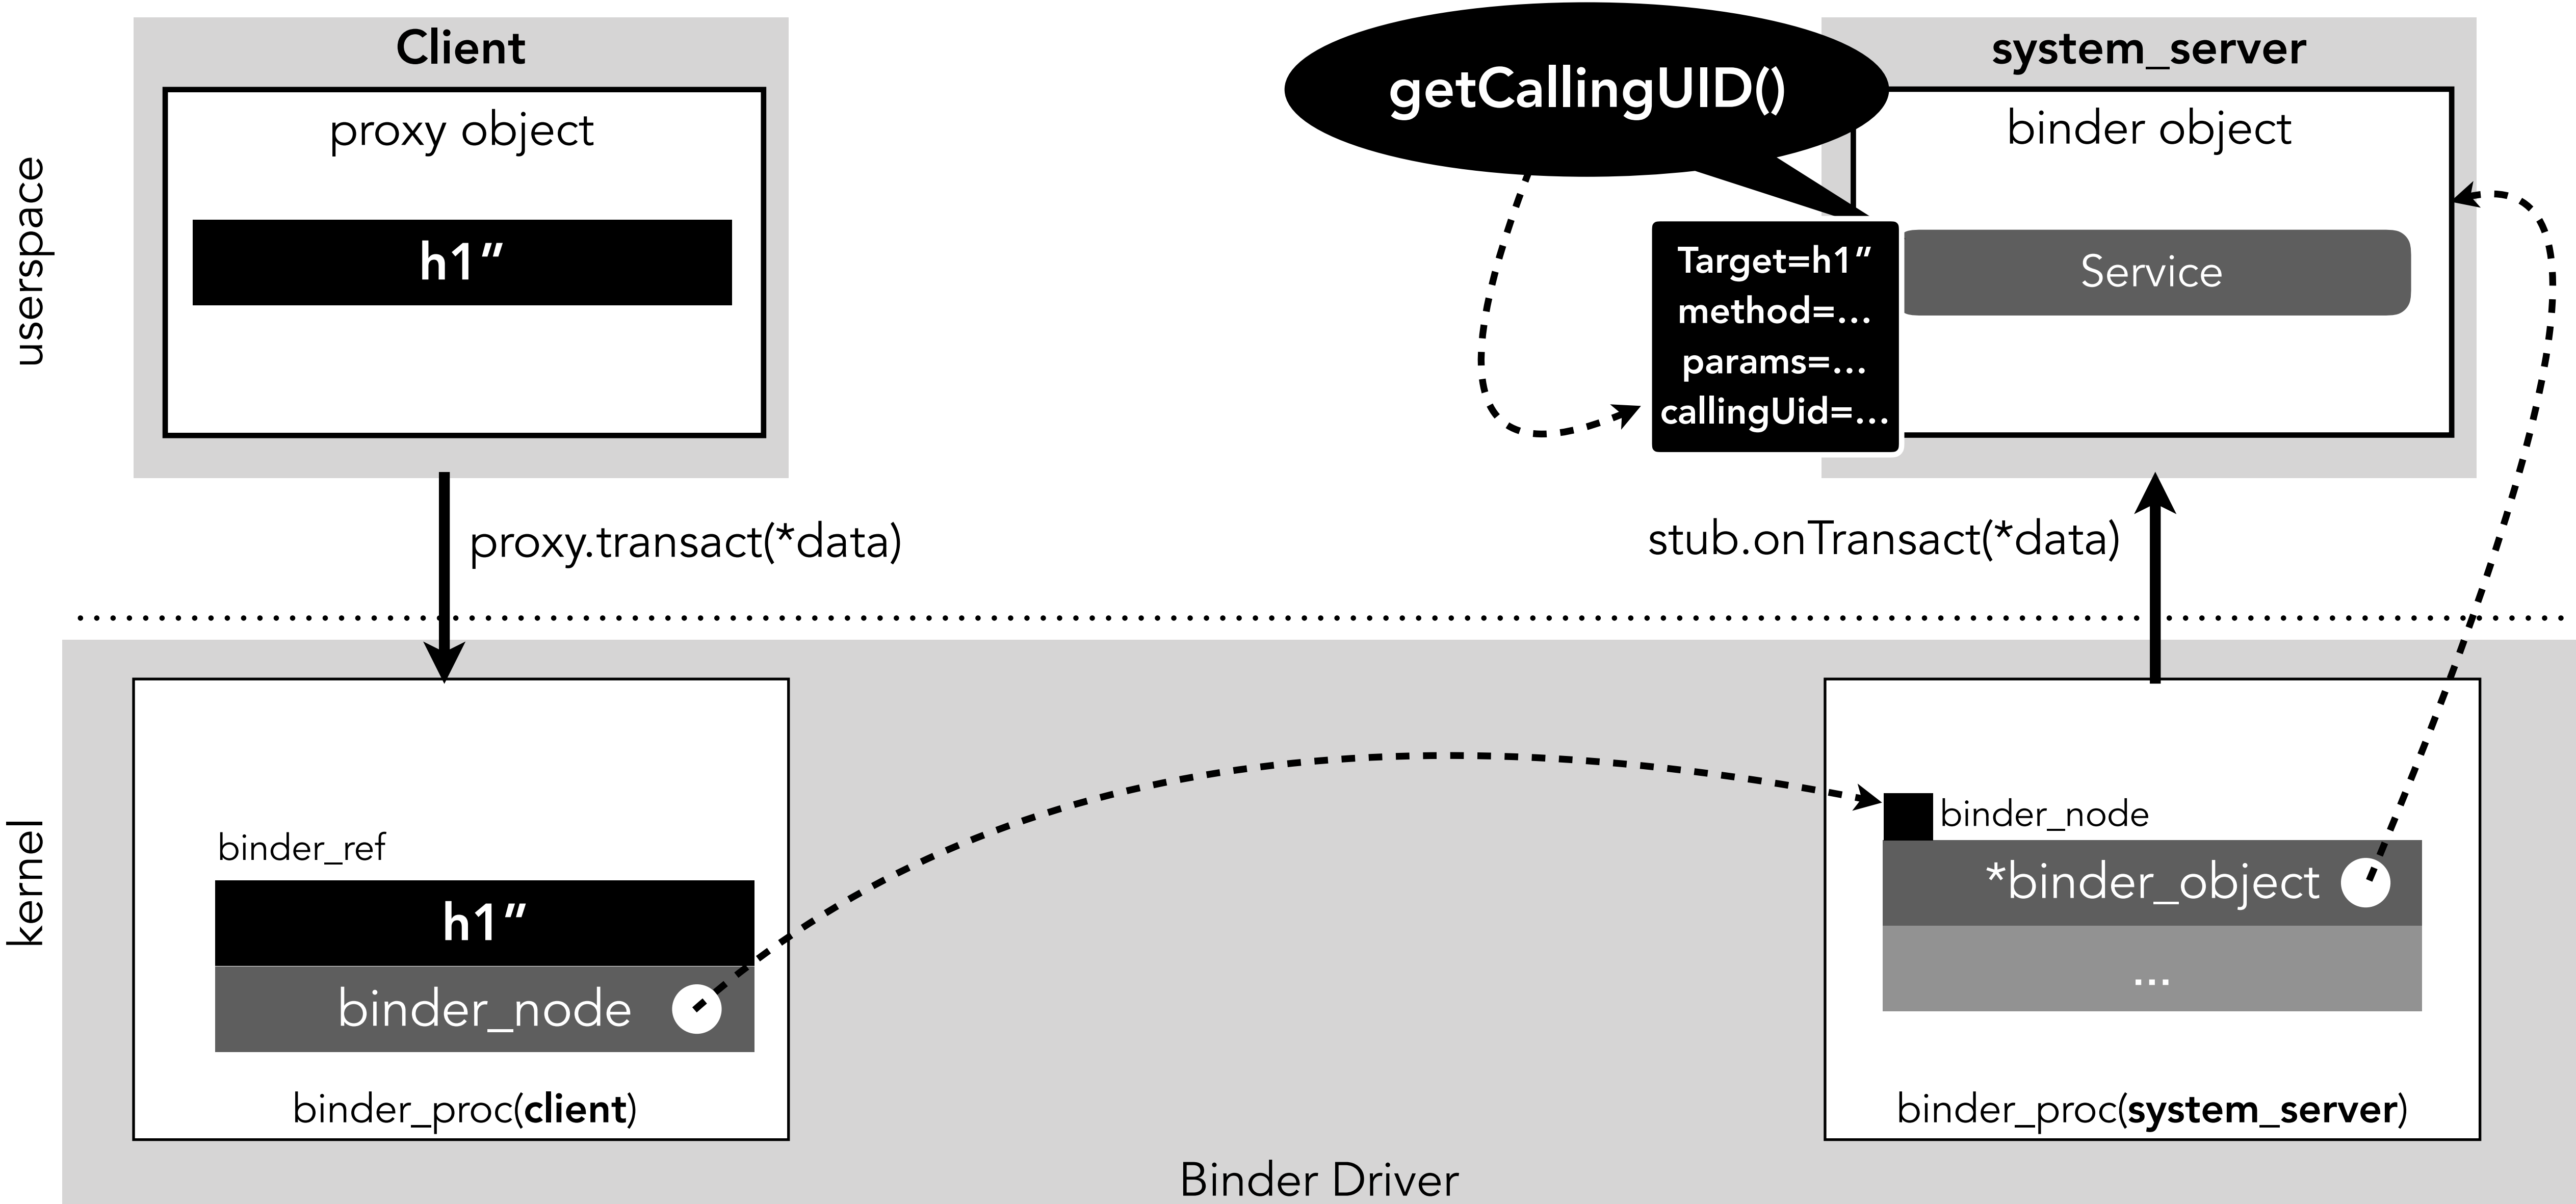 Client
proxy object
h1″
getCallingUID()
system_server
binder object
Service
Target=h1″
method=...
params=...
callingUid=...
userspace
proxy.transact(*data)
stub.onTransact(*data)
kernel
binder_ref
h1″
binder_node
binder_proc(client)
binder_node
*binder_object
...
binder_proc(system_server)
Binder Driver